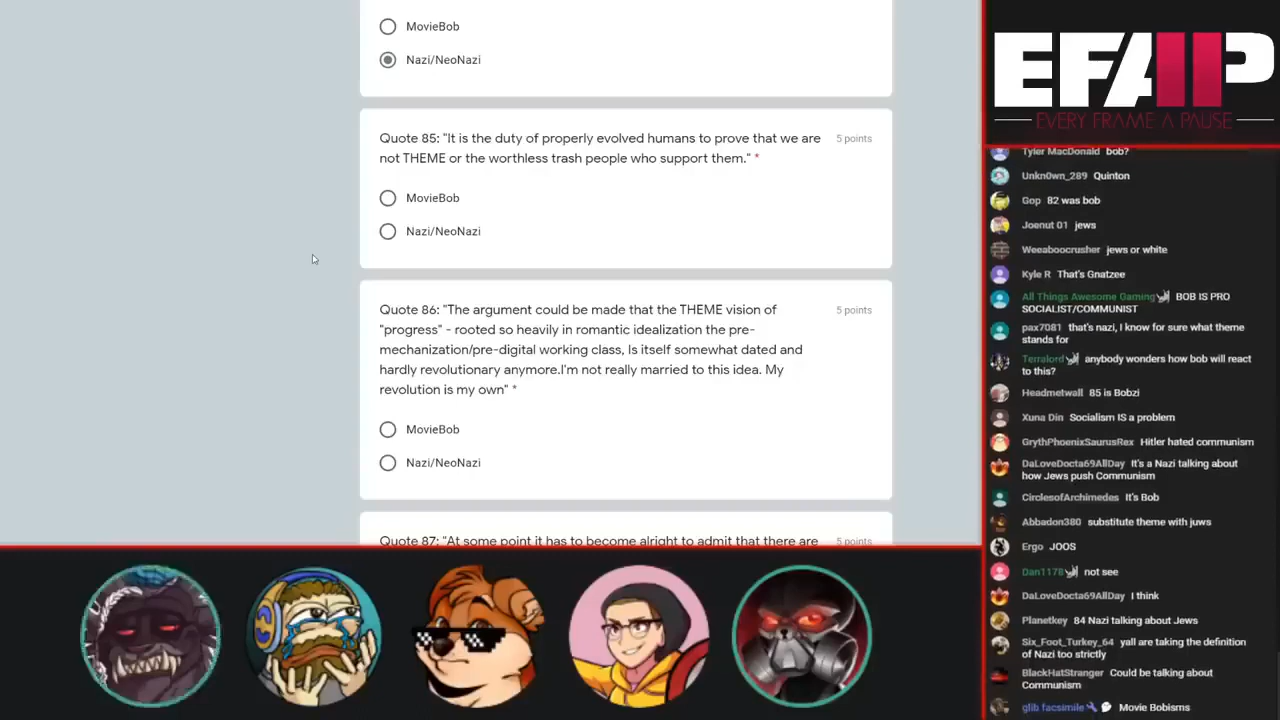 MovieBob
Nazi/NeoNazi
Quote 85: "It is the duty of properly evolved humans to prove that we are
not THEME or the worthless trash people who support them." *
5 points
MovieBob
Nazi/NeoNazi
Quote 86: "The argument could be made that the THEME vision of
"progress" - rooted so heavily in romantic idealization the pre-
mechanization/pre-digital working class, Is itself somewhat dated and
hardly revolutionary anymore.I'm not really married to this idea. My
revolution is my own" *
5 points
MovieBob
Nazi/NeoNazi
Quote 87: "At some point it has to become alright to admit that there are
5 points
EFAP
EVERY FRAME A PAUSE
Tyler MacDonald bob?
Unkn0wn_289 Quinton
Gop 82 was bob
Joenut 01 jews
Weeaboocrusher jews or white
Kyle R That's Gnatzee
All Things Awesome Gaming BOB IS PRO
SOCIALIST/COMMUNIST
pax7081 that's nazi, I know for sure what theme
stands for
Terralord anybody wonders how bob will react
to this?
Headmetwall 85 is Bobzi
Xuna Din Socialism IS a problem
GrythPhoenixSaurusRex Hitler hated communism
DaLoveDocta69AllDay It's a Nazi talking about
how Jews push Communism
CirclesofArchimedes It's Bob
Abbadon380 substitute theme with juws
Ergo JOOS
Dan1178 not see
DaLoveDocta69AllDay I think
Planetkey 84 Nazi talking about Jews
Six_Foot_Turkey_64 yall are taking the definition
of Nazi too strictly
BlackHatStranger Could be talking about
Communism
glib facsimile Movie Bobisms